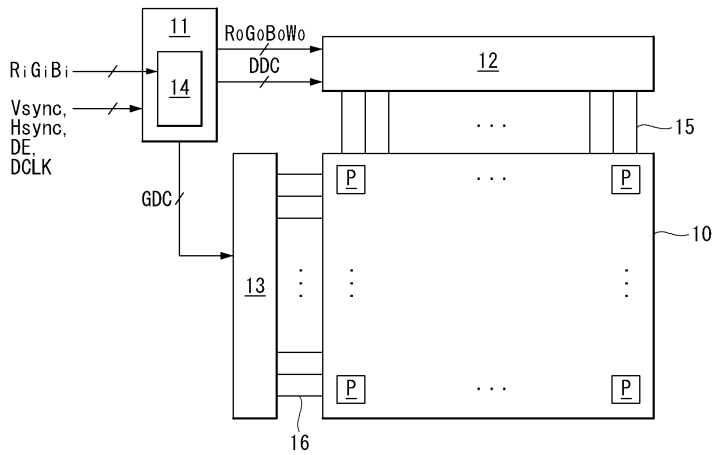 11
RoGoBoWo
RiGiBi
14
DDC
12
Vsync,
Hsync,
DE,
DCLK
· · ·
15
P
· · ·
P
GDC
10
13
P
· · ·
P
16